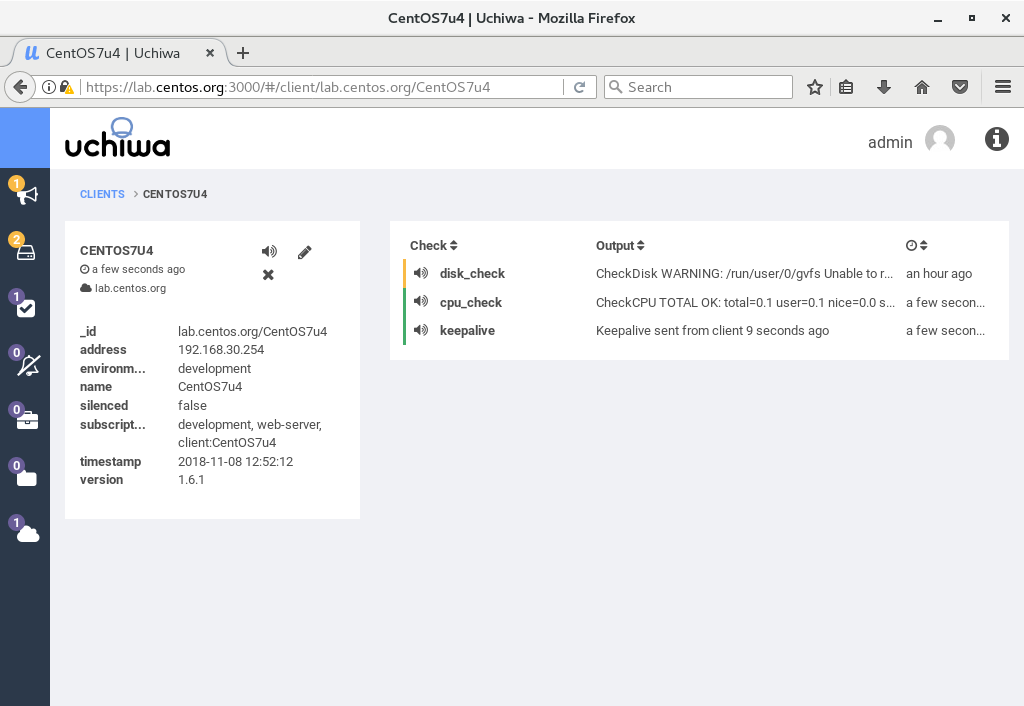 CentOS7u4 | Uchiwa - Mozilla Firefox
CentOS7u4 | Uchiwa
https://lab.centos.org:3000/#/client/lab.centos.org/CentOS7u4
Search
uchiwa
admin
CLIENTS > CENTOS7U4
1
2
1
0
0
0
1
CENTOS7U4
a few seconds ago
lab.centos.org
_id lab.centos.org/CentOS7u4
address 192.168.30.254
environm... development
name CentOS7u4
silenced false
subscript... development, web-server,
client:CentOS7u4
timestamp 2018-11-08 12:52:12
version 1.6.1
Check Output
disk_check CheckDisk WARNING: /run/user/0/gvfs Unable to r... an hour ago
cpu_check CheckCPU TOTAL OK: total=0.1 user=0.1 nice=0.0 s... a few secon...
keepalive Keepalive sent from client 9 seconds ago a few secon...